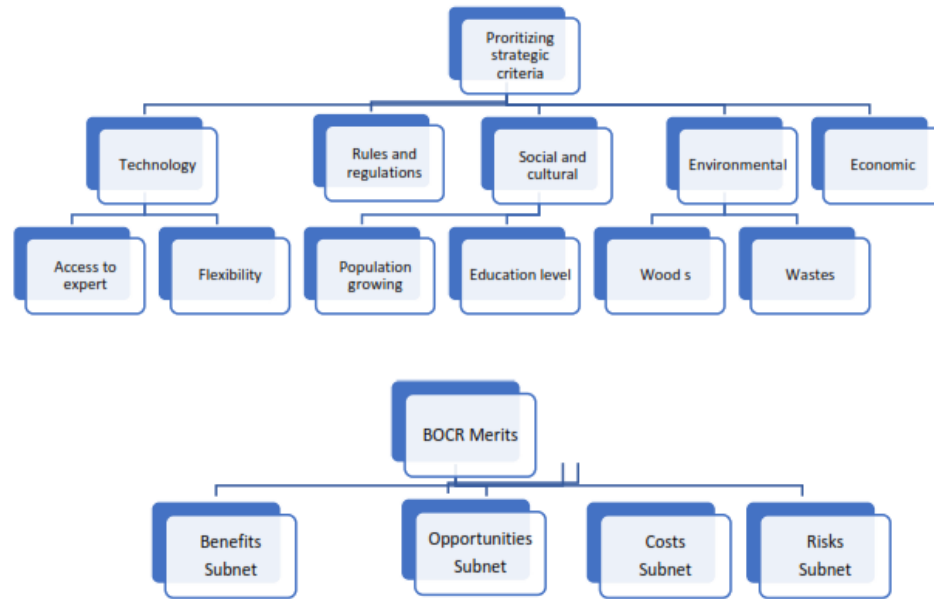 Proritizing
strategic
criteria
Technology
Rules and
regulations
Social and
cultural
Environmental
Economic
Access to
expert
Flexibility
Population
growing
Education level
Wood s
Wastes
BOCR Merits
Benefits
Subnet
Opportunities
Subnet
Costs
Subnet
Risks
Subnet